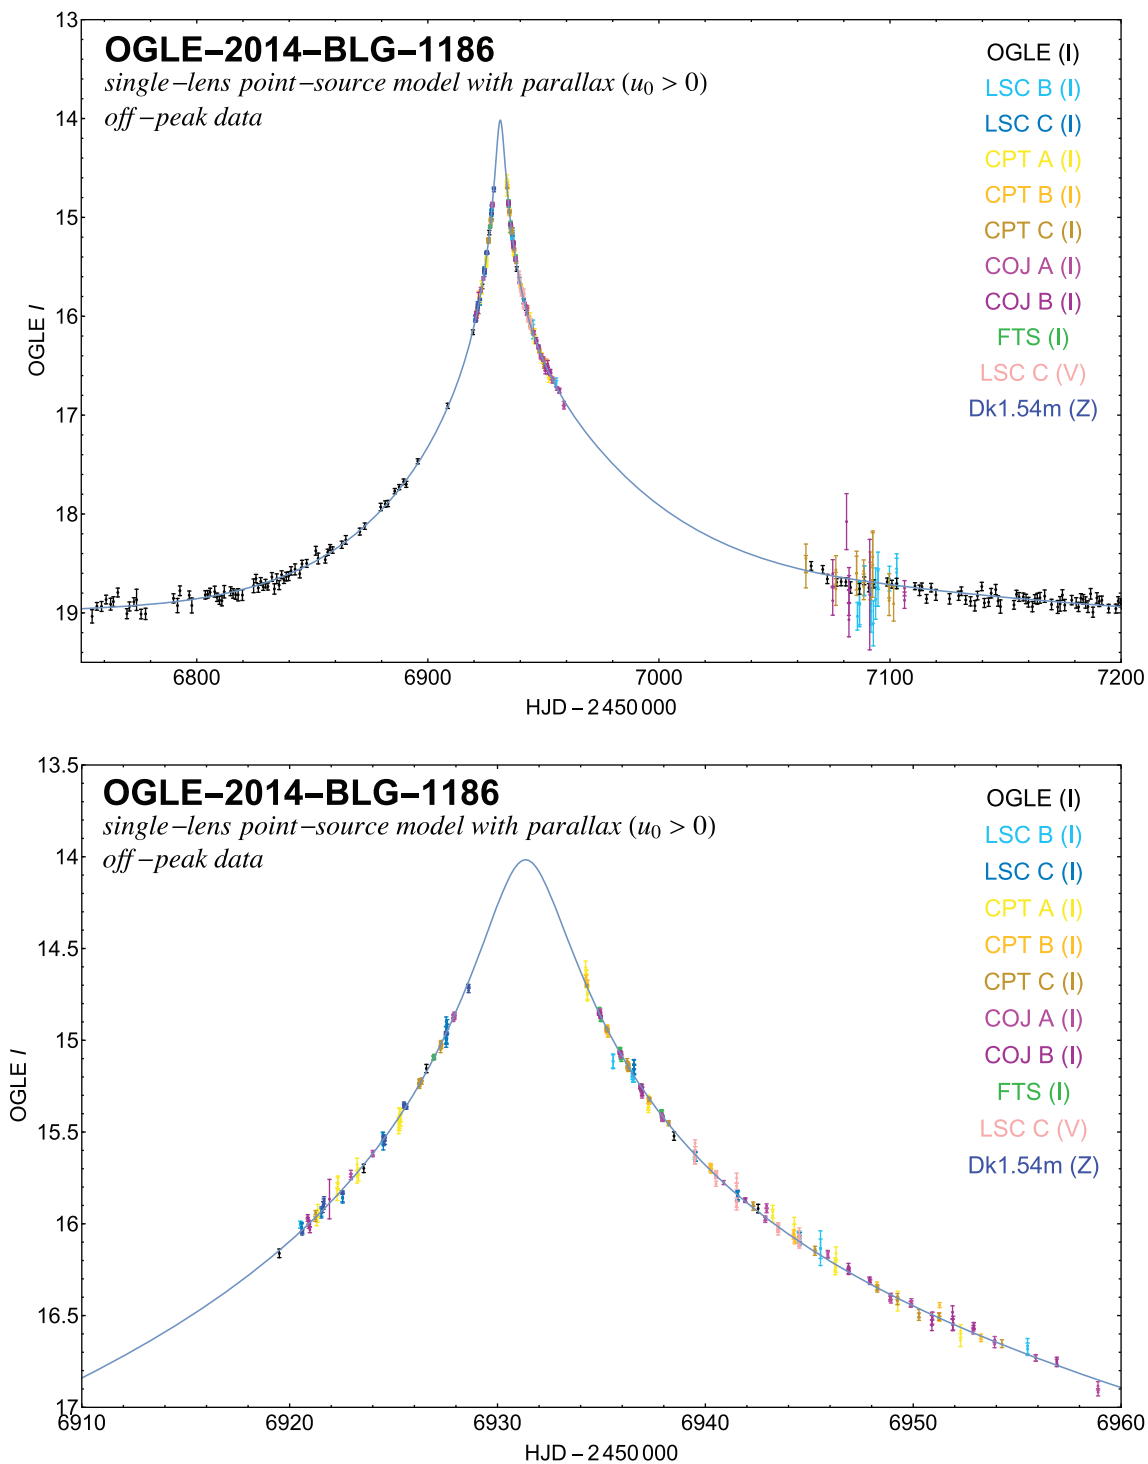 13
14
15
16
17
18
19
OGLE I
OGLE−2014−BLG−1186
single−lens point−source model with parallax (u₀ > 0)
off−peak data
OGLE (I)
LSC B (I)
LSC C (I)
CPT A (I)
CPT B (I)
CPT C (I)
COJ A (I)
COJ B (I)
FTS (I)
LSC C (V)
Dk1.54m (Z)
6800 6900 7000 7100 7200
HJD − 2 450 000
13.5
14
14.5
15
15.5
16
16.5
17
OGLE I
OGLE−2014−BLG−1186
single−lens point−source model with parallax (u₀ > 0)
off−peak data
OGLE (I)
LSC B (I)
LSC C (I)
CPT A (I)
CPT B (I)
CPT C (I)
COJ A (I)
COJ B (I)
FTS (I)
LSC C (V)
Dk1.54m (Z)
6910 6920 6930 6940 6950 6960
HJD − 2 450 000